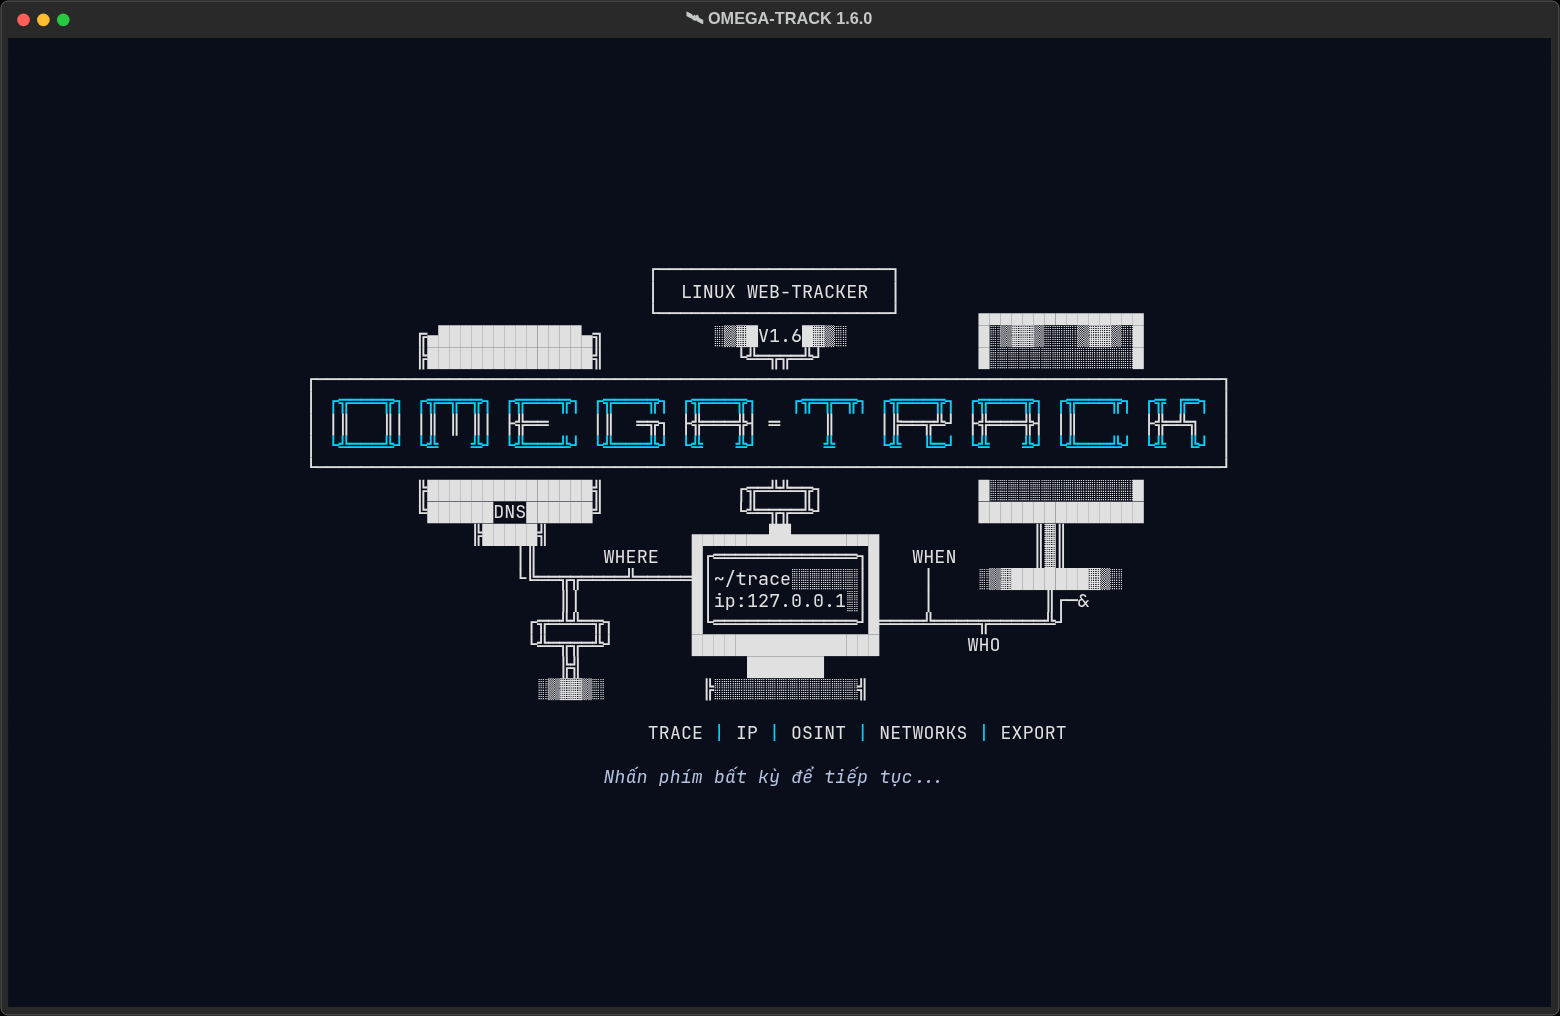 OMEGA-TRACK 1.6.0
LINUX WEB-TRACKER
V1.6
OMEGA-TRACK
DNS
WHERE
WHEN
~/trace
ip:127.0.0.1
&
WHO
TRACE | IP | OSINT | NETWORKS | EXPORT
Nhấn phím bất kỳ để tiếp tục...